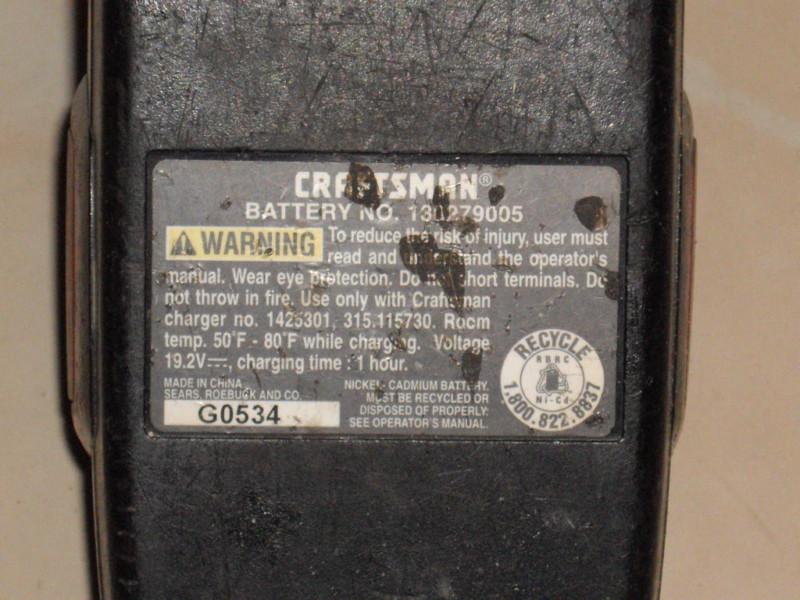 CRAFTSMAN®
BATTERY NO. 130279005
WARNING To reduce the risk of injury, user must
read and understand the operator's
manual. Wear eye protection. Do not short terminals. Do
not throw in fire. Use only with Craftsman
charger no. 1425301, 315.115730. Room
temp. 50°F - 80°F while charging. Voltage
19.2V⎓, charging time : 1 hour.
MADE IN CHINA
SEARS, ROEBUCK AND CO.
G0534
NICKEL- CADMIUM BATTERY.
MUST BE RECYCLED OR
DISPOSED OF PROPERLY:
SEE OPERATOR'S MANUAL.
RECYCLE
RBRC
Ni-Cd
1.800.822.8837